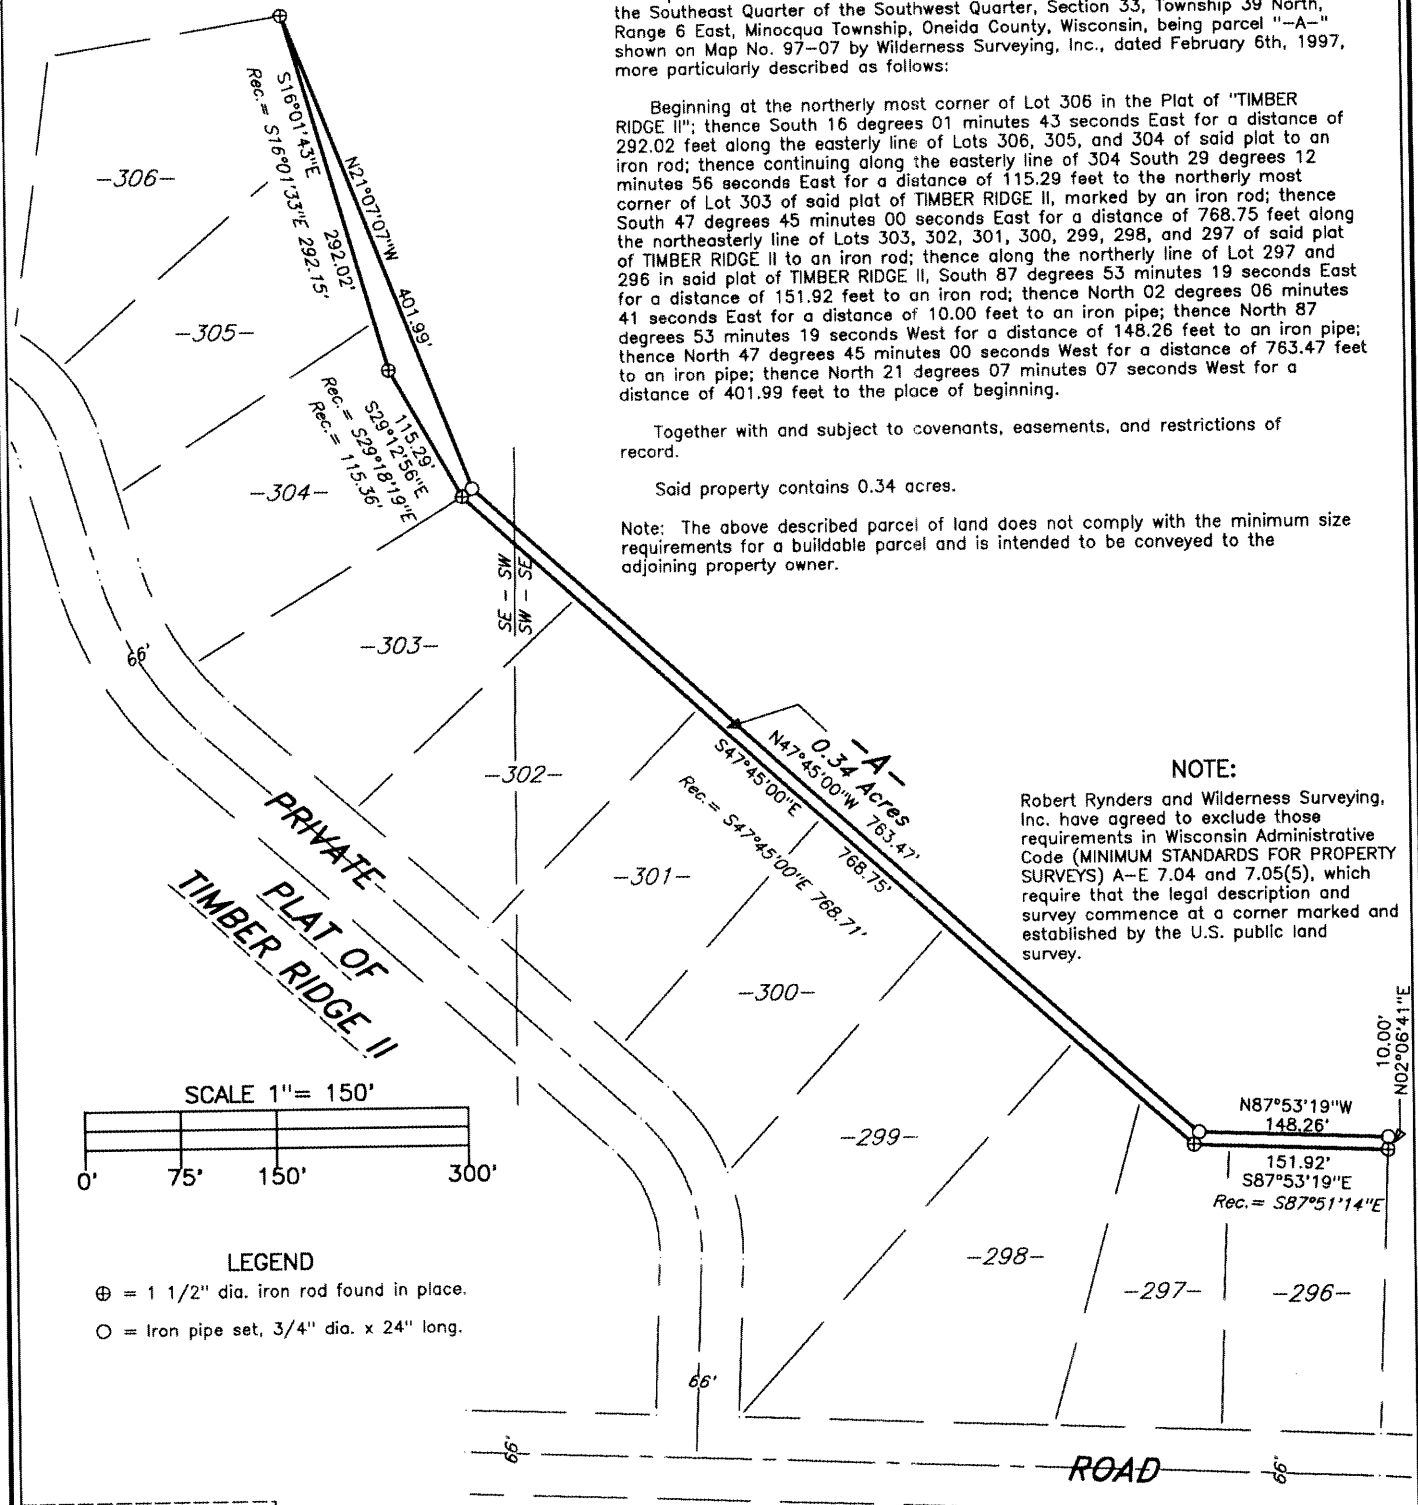 the Southeast Quarter of the Southwest Quarter, Section 33, Township 39 North,
Range 6 East, Minocqua Township, Oneida County, Wisconsin, being parcel "-A-"
shown on Map No. 97-07 by Wilderness Surveying, Inc., dated February 6th, 1997,
more particularly described as follows:
Beginning at the northerly most corner of Lot 306 in the Plat of "TIMBER
RIDGE II"; thence South 16 degrees 01 minutes 43 seconds East for a distance of
292.02 feet along the easterly line of Lots 306, 305, and 304 of said plat to an
iron rod; thence continuing along the easterly line of 304 South 29 degrees 12
minutes 56 seconds East for a distance of 115.29 feet to the northerly most
corner of Lot 303 of said plat of TIMBER RIDGE II, marked by an iron rod; thence
South 47 degrees 45 minutes 00 seconds East for a distance of 768.75 feet along
the northeasterly line of Lots 303, 302, 301, 300, 299, 298, and 297 of said plat
of TIMBER RIDGE II to an iron rod; thence along the northerly line of Lot 297 and
296 in said plat of TIMBER RIDGE II, South 87 degrees 53 minutes 19 seconds East
for a distance of 151.92 feet to an iron rod; thence North 02 degrees 06 minutes
41 seconds East for a distance of 10.00 feet to an iron pipe; thence North 87
degrees 53 minutes 19 seconds West for a distance of 148.26 feet to an iron pipe;
thence North 47 degrees 45 minutes 00 seconds West for a distance of 763.47 feet
to an iron pipe; thence North 21 degrees 07 minutes 07 seconds West for a
distance of 401.99 feet to the place of beginning.
Together with and subject to covenants, easements, and restrictions of
record.
Said property contains 0.34 acres.
Note: The above described parcel of land does not comply with the minimum size
requirements for a buildable parcel and is intended to be conveyed to the
adjoining property owner.
S16°01'43"E 292.02'
Rec.= S16°01'33"E 292.15'
N21°07'07"W 401.99'
-306-
-305-
115.29'
S29°12'56"E
Rec.= S29°18'19"E
Rec.= 115.36'
-304-
SE - SW
SW - SE
-303-
66'
-302-
-A-
0.34 Acres
N47°45'00"W 763.47'
S47°45'00"E 768.75'
Rec.= S47°45'00"E 768.71'
-301-
PRIVATE
PLAT OF
TIMBER RIDGE II
NOTE:
Robert Rynders and Wilderness Surveying,
Inc. have agreed to exclude those
requirements in Wisconsin Administrative
Code (MINIMUM STANDARDS FOR PROPERTY
SURVEYS) A-E 7.04 and 7.05(5), which
require that the legal description and
survey commence at a corner marked and
established by the U.S. public land
survey.
-300-
10.00'
N02°06'41"E
SCALE 1"= 150'
0' 75' 150' 300'
N87°53'19"W
148.26'
151.92'
S87°53'19"E
Rec.= S87°51'14"E
-299-
-298-
-297-
-296-
LEGEND
⊕ = 1 1/2" dia. iron rod found in place.
O = Iron pipe set, 3/4" dia. x 24" long.
66'
66'
ROAD
66'